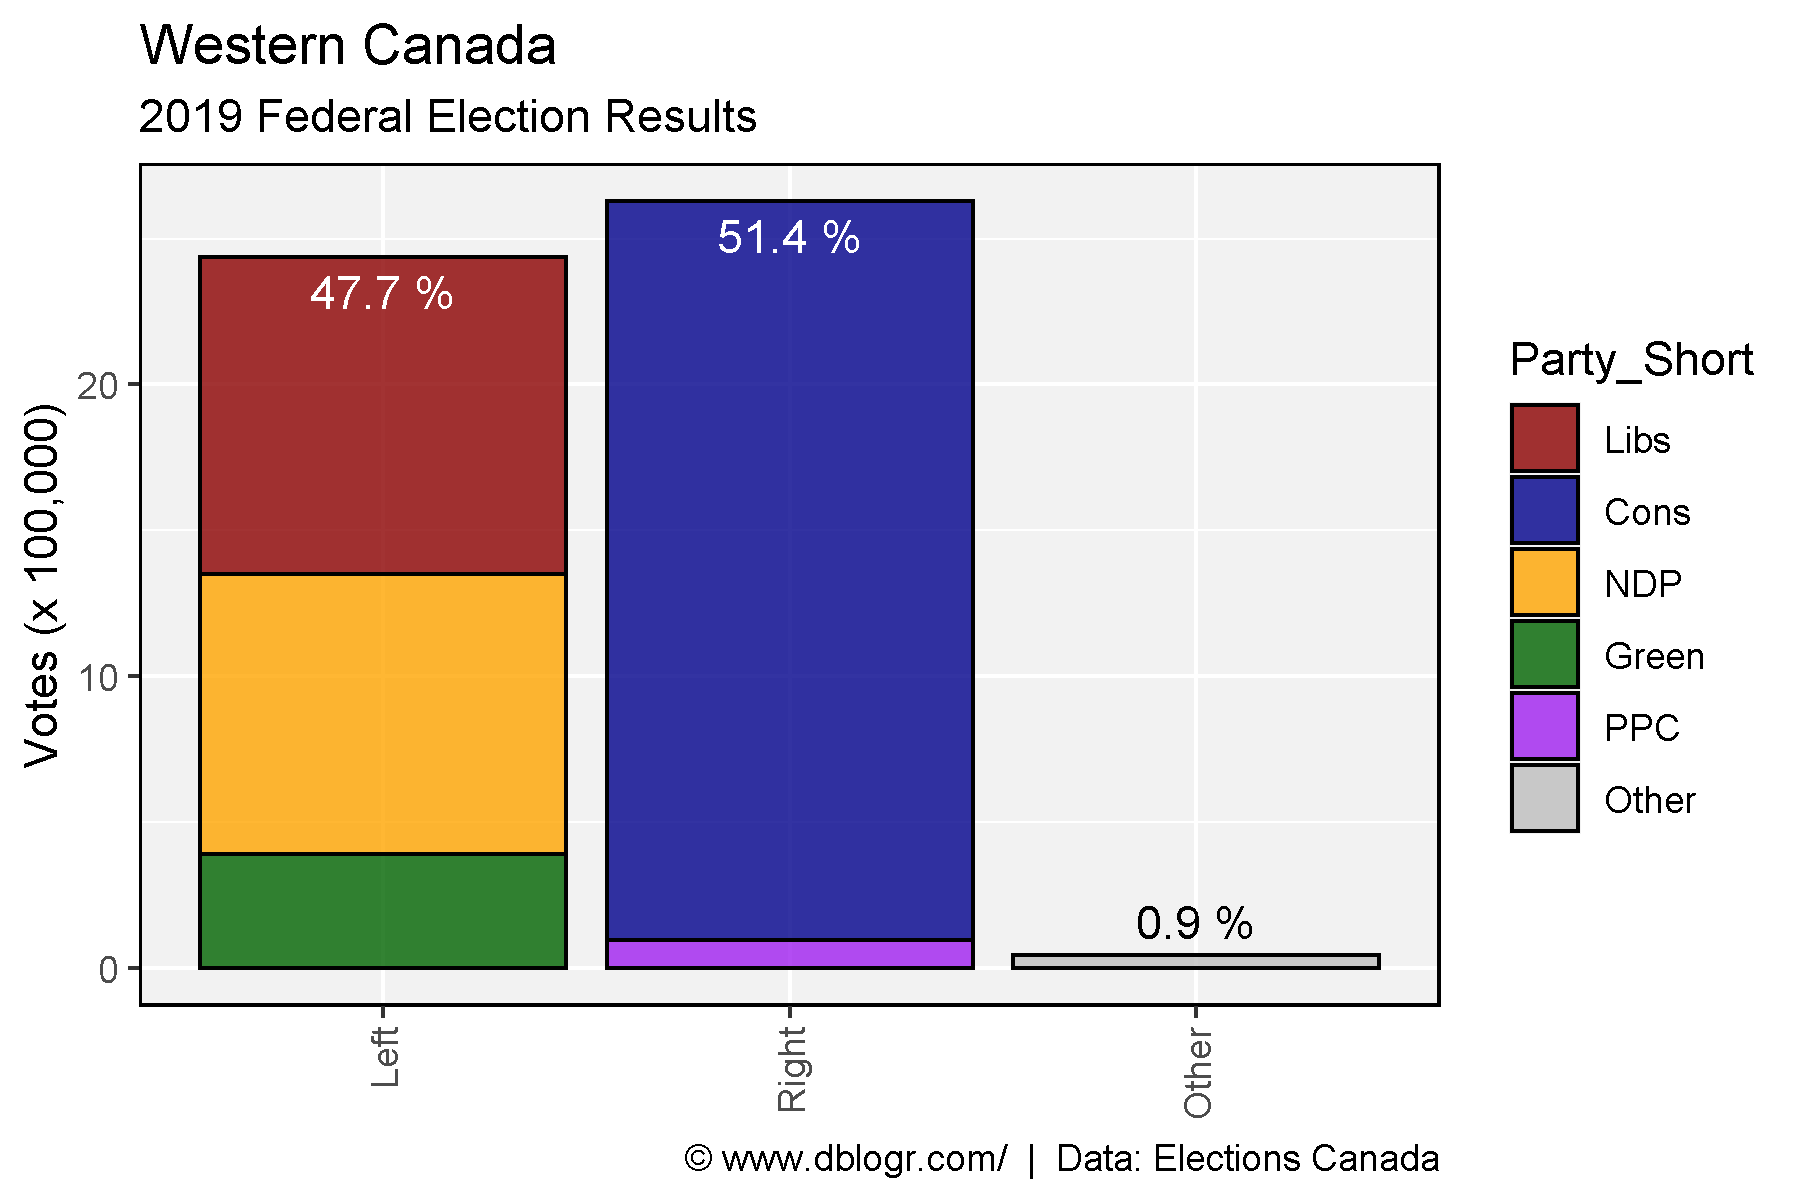 Western Canada
2019 Federal Election Results
Votes (x 100,000)
20
10
0
47.7 %
51.4 %
0.9 %
Left
Right
Other
Party_Short
Libs
Cons
NDP
Green
PPC
Other
© www.dblogr.com/ | Data: Elections Canada